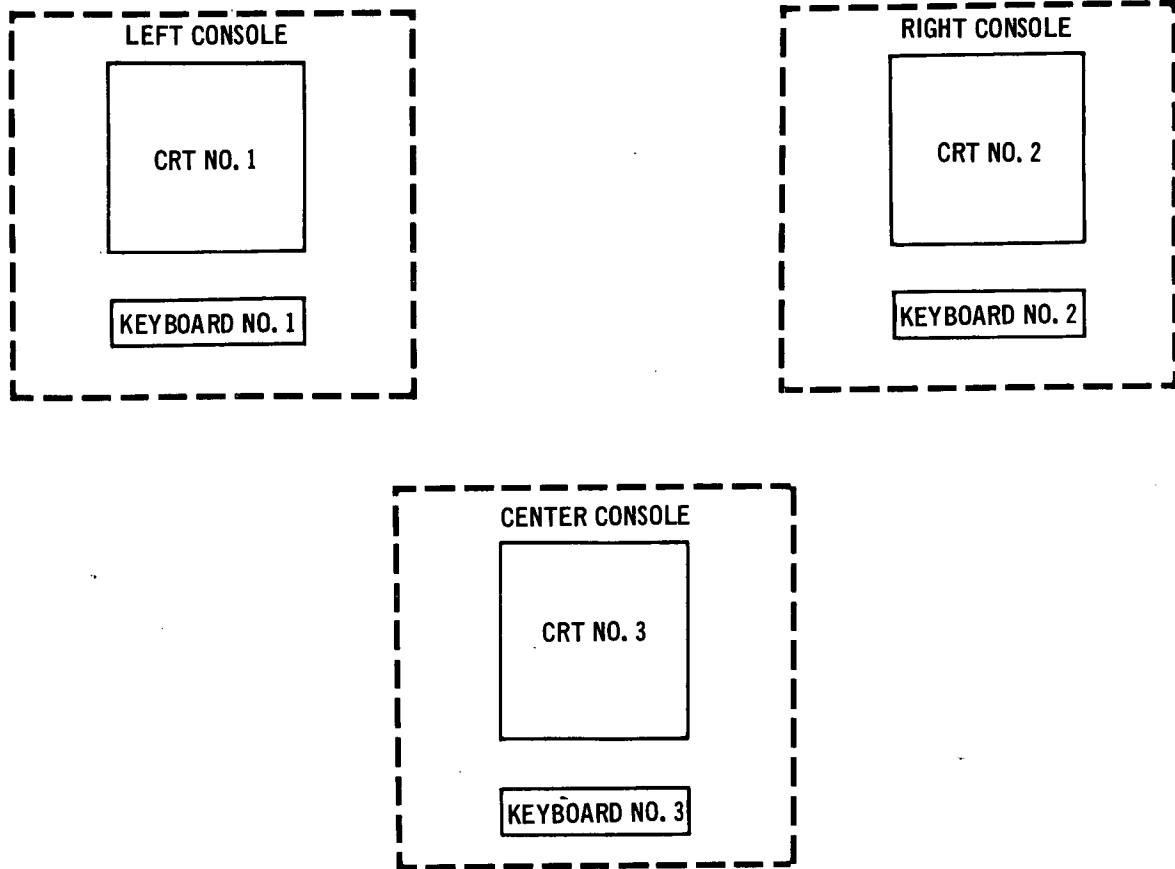 LEFT CONSOLE
CRT NO. 1
KEYBOARD NO. 1
RIGHT CONSOLE
CRT NO. 2
KEYBOARD NO. 2
CENTER CONSOLE
CRT NO. 3
KEYBOARD NO. 3